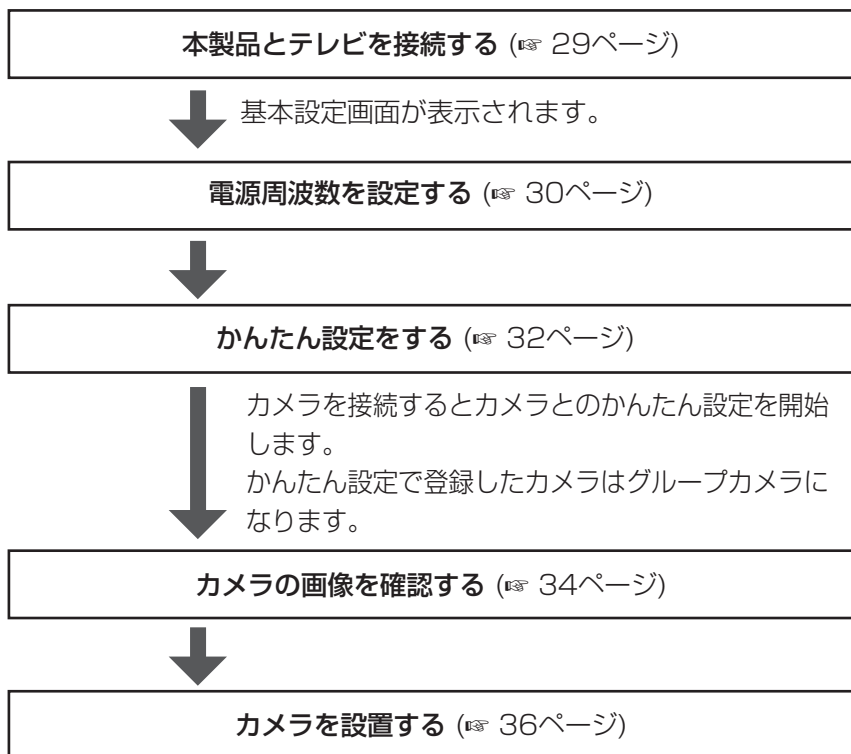 本製品とテレビを接続する (☞ 29ページ)
基本設定画面が表示されます。
電源周波数を設定する (☞ 30ページ)
かんたん設定をする (☞ 32ページ)
カメラを接続するとカメラとのかんたん設定を開始
します。
かんたん設定で登録したカメラはグループカメラに
なります。
カメラの画像を確認する (☞ 34ページ)
カメラを設置する (☞ 36ページ)